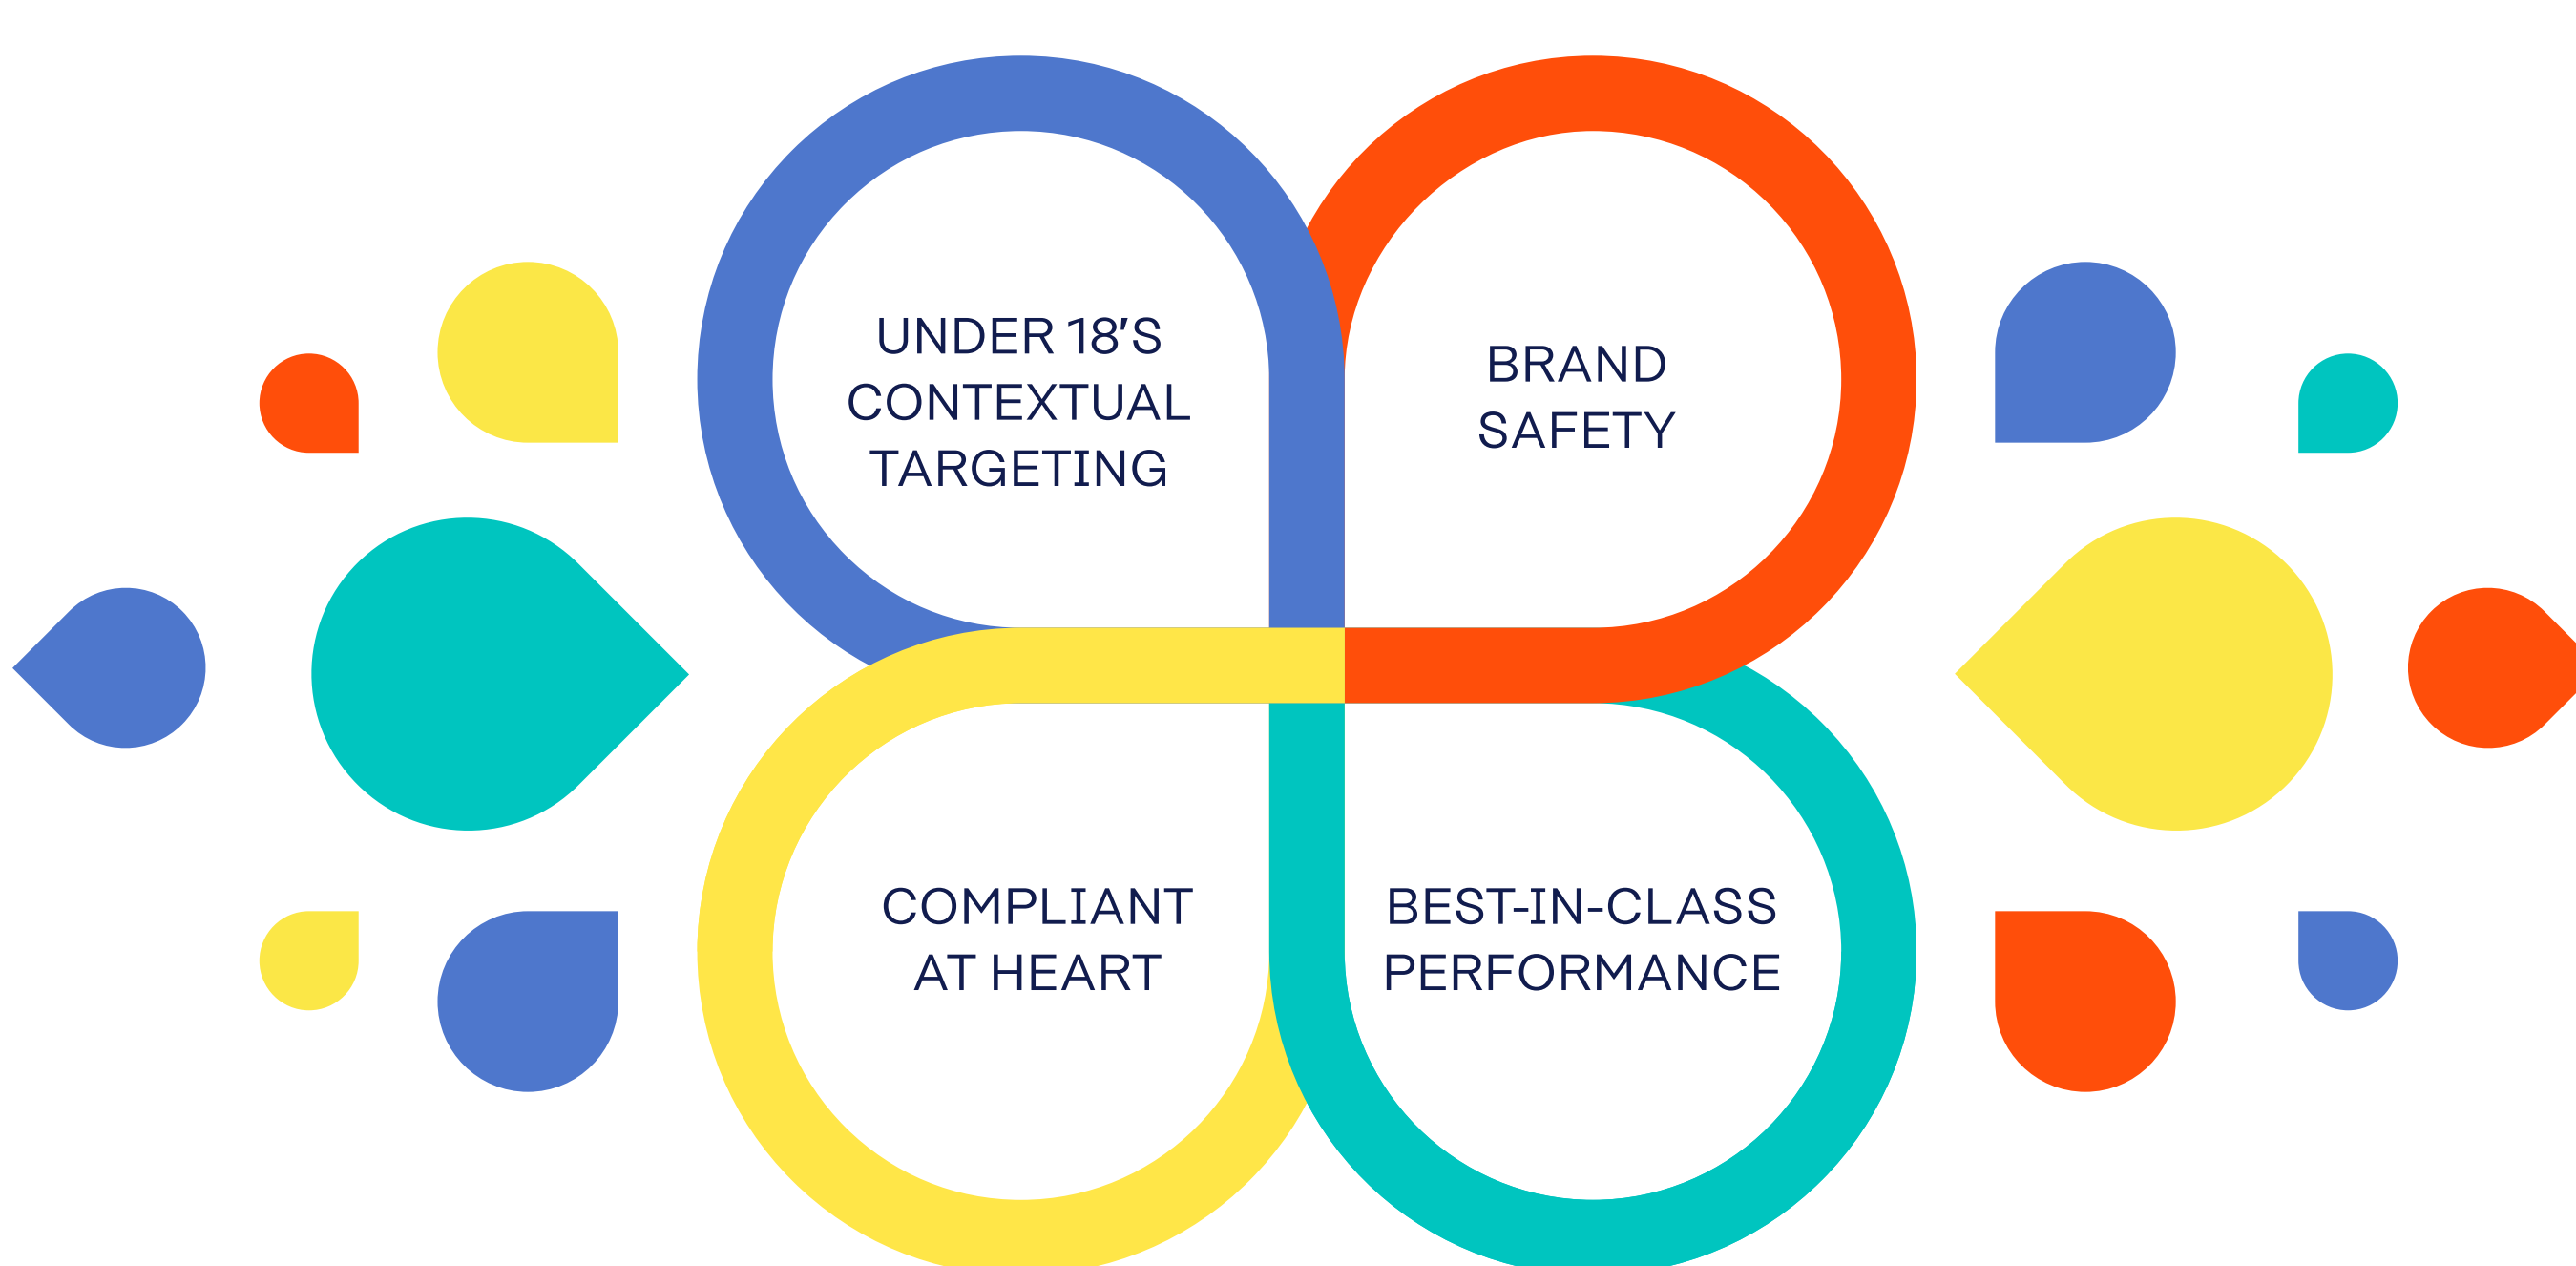 UNDER 18'S
CONTEXTUAL
TARGETING
BRAND
SAFETY
COMPLIANT
AT HEART
BEST-IN-CLASS
PERFORMANCE